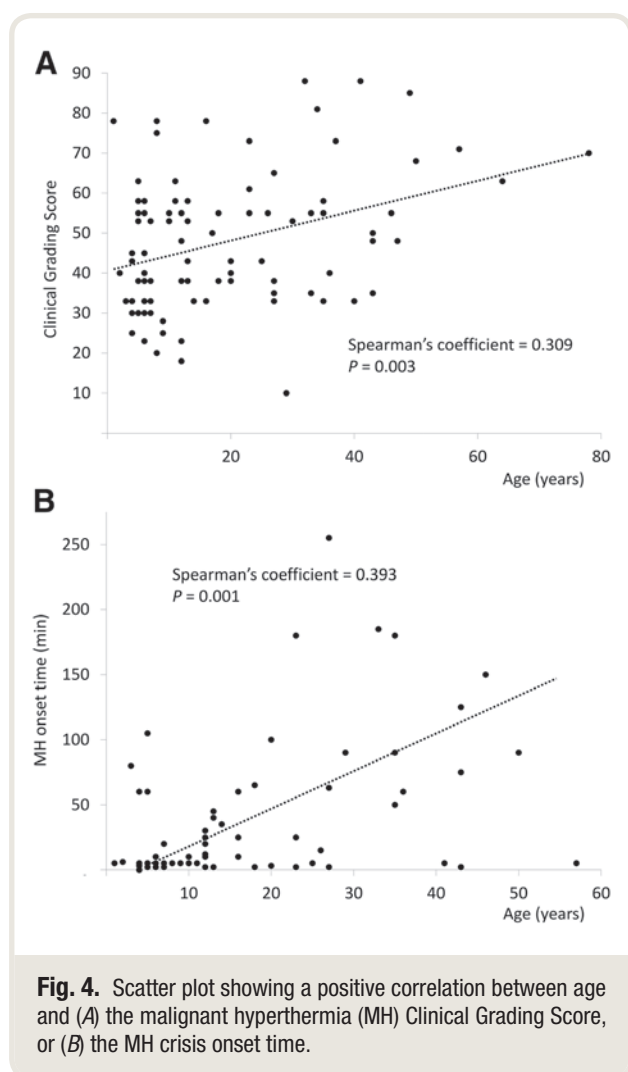 A
90
80
70
60
50
40
30
20
10
Clinical Grading Score
Spearman's coefficient = 0.309
P = 0.003
20 40 60 80
Age (years)
B
250
200
150
100
50
-
MH onset time (min)
Spearman's coefficient = 0.393
P = 0.001
10 20 30 40 50 60
Age (years)
Fig. 4. Scatter plot showing a positive correlation between age
and (A) the malignant hyperthermia (MH) Clinical Grading Score,
or (B) the MH crisis onset time.